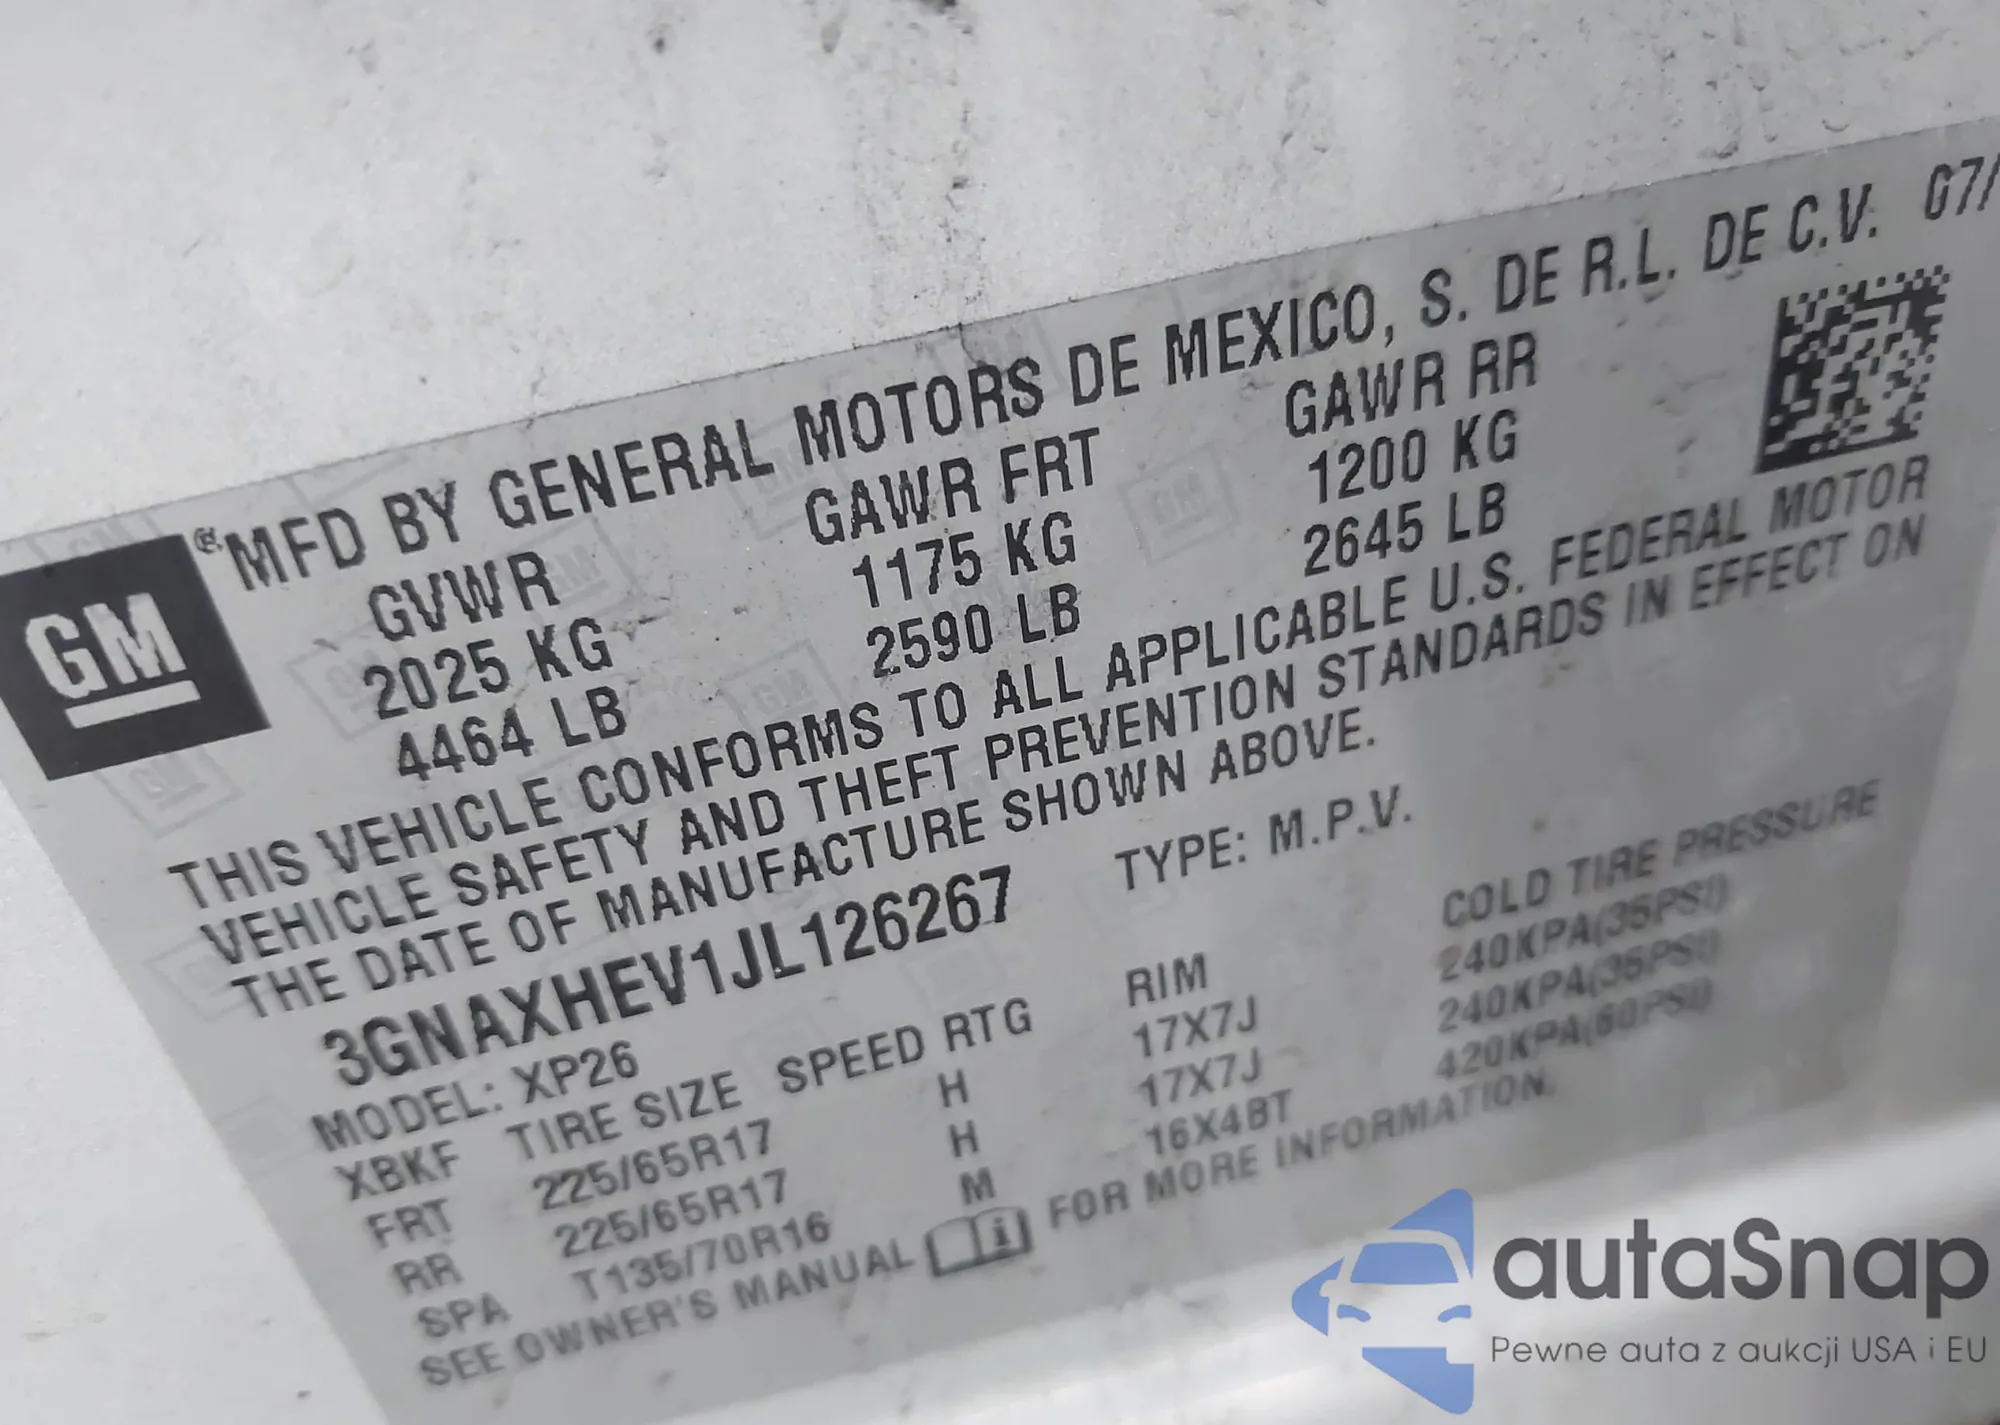 MFD BY GENERAL MOTORS DE MEXICO, S. DE R.L. DE C.V. 07/
GM
®
GVWR GAWR FRT GAWR RR
2025 KG 1175 KG 1200 KG
4464 LB 2590 LB 2645 LB
THIS VEHICLE CONFORMS TO ALL APPLICABLE U.S. FEDERAL MOTOR
VEHICLE SAFETY AND THEFT PREVENTION STANDARDS IN EFFECT ON
THE DATE OF MANUFACTURE SHOWN ABOVE.
3GNAXHEV1JL126267 TYPE: M.P.V.
MODEL: XP26
XBKF TIRE SIZE SPEED RTG RIM COLD TIRE PRESSURE
FRT 225/65R17 H 17X7J 240KPA(35PSI)
RR 225/65R17 H 17X7J 240KPA(35PSI)
SPA T135/70R16 M 16X4BT 420KPA(60PSI)
SEE OWNER'S MANUAL FOR MORE INFORMATION.
autaSnap
Pewne auta z aukcji USA i EU